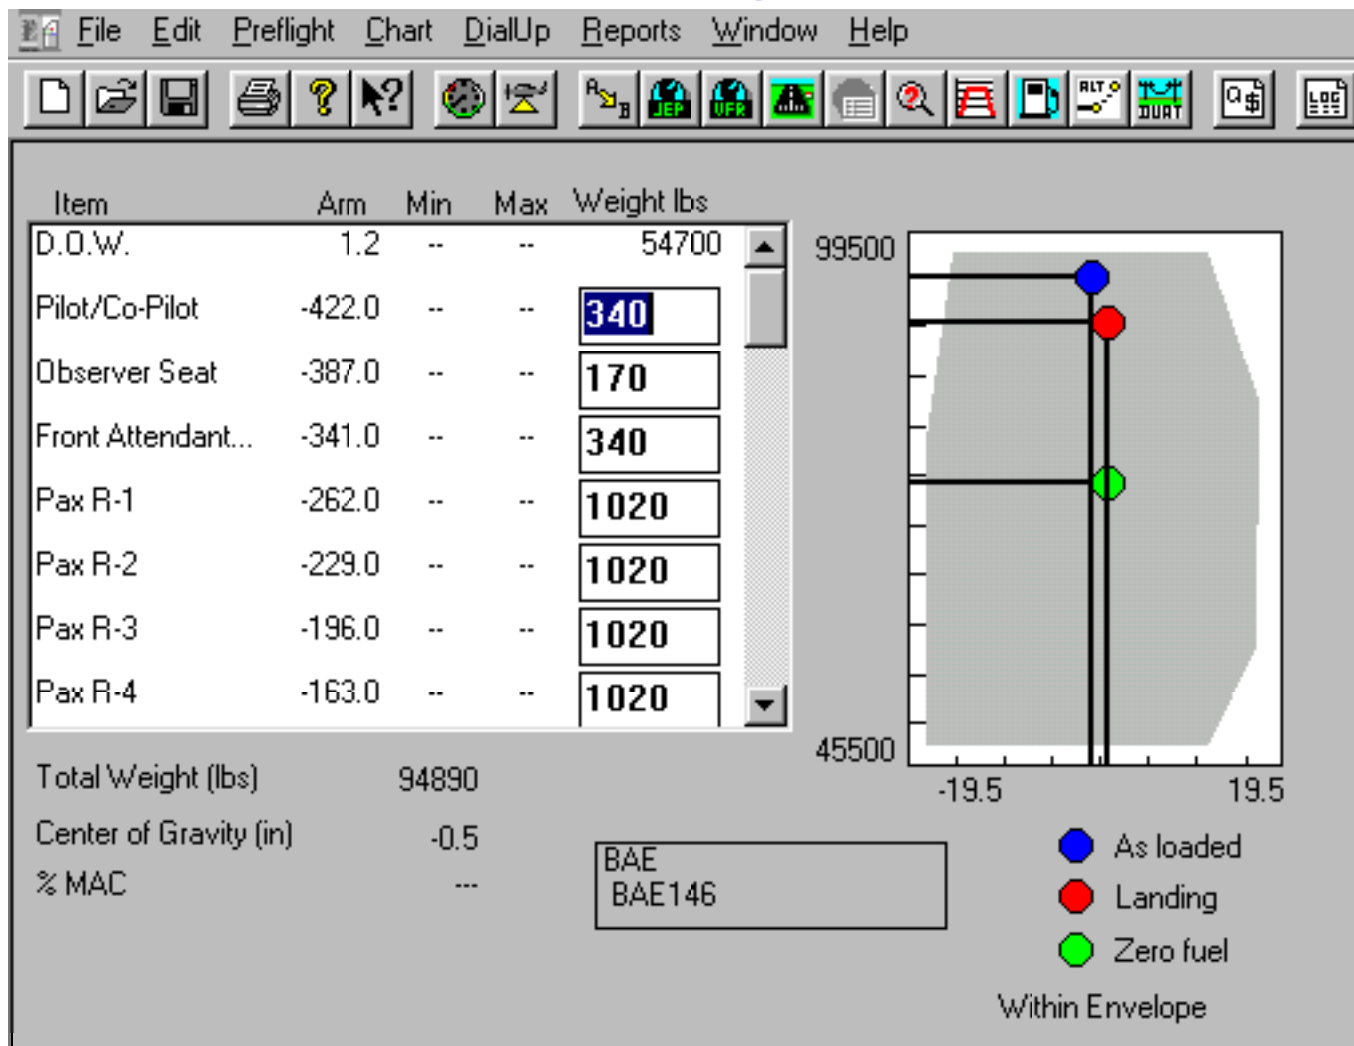 File Edit Preflight Chart DialUp Reports Window Help
A B JEP VFR ALT DUAT Q$ LOG
Item Arm Min Max Weight lbs
D.O.W. 1.2 -- -- 54700
Pilot/Co-Pilot -422.0 -- -- 340
Observer Seat -387.0 -- -- 170
Front Attendant... -341.0 -- -- 340
Pax R-1 -262.0 -- -- 1020
Pax R-2 -229.0 -- -- 1020
Pax R-3 -196.0 -- -- 1020
Pax R-4 -163.0 -- -- 1020
99500
45500
-19.5 19.5
Total Weight (lbs) 94890
Center of Gravity (in) -0.5
% MAC ---
BAE
BAE146
As loaded
Landing
Zero fuel
Within Envelope